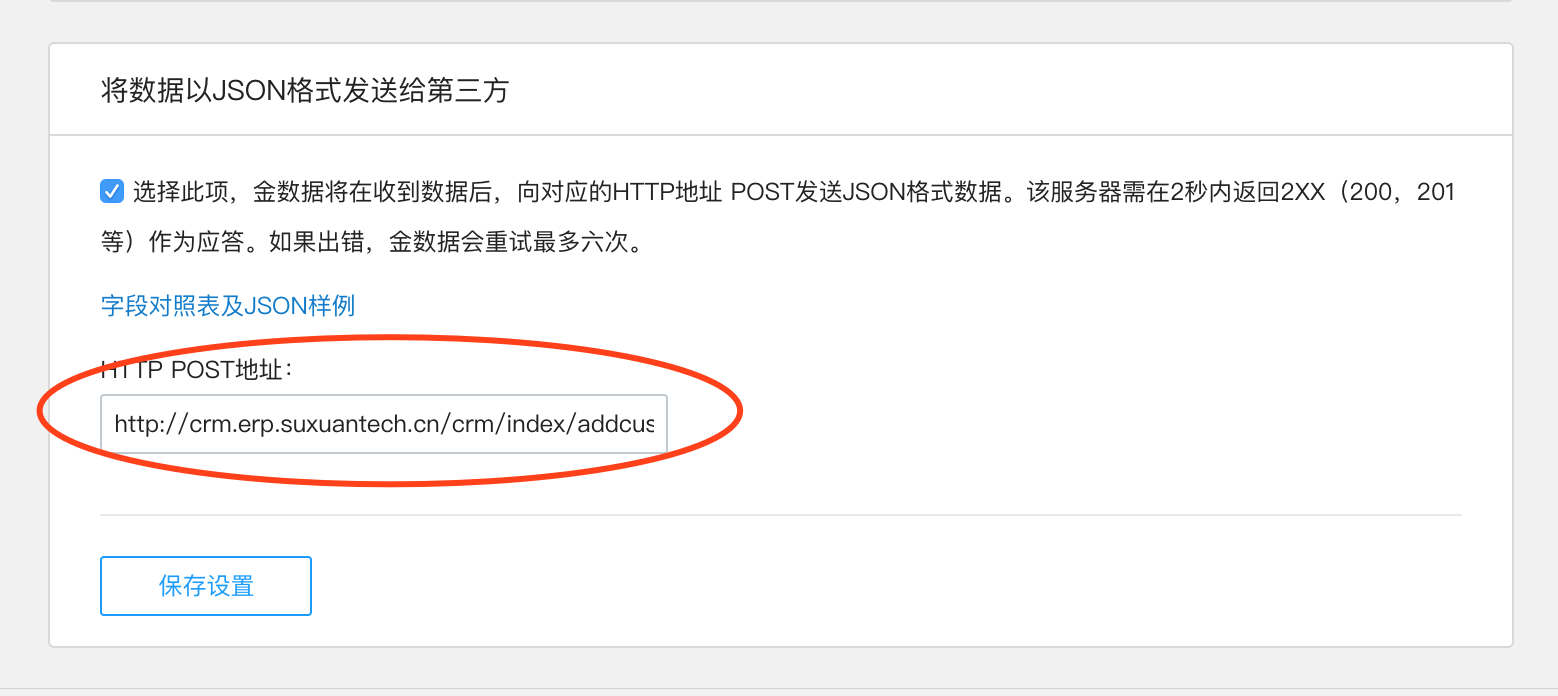 将数据以JSON格式发送给第三方
选择此项，金数据将在收到数据后，向对应的HTTP地址 POST发送JSON格式数据。该服务器需在2秒内返回2XX（200，201
等）作为应答。如果出错，金数据会重试最多六次。
字段对照表及JSON样例
HTTP POST地址：
http://crm.erp.suxuantech.cn/crm/index/addcus
保存设置